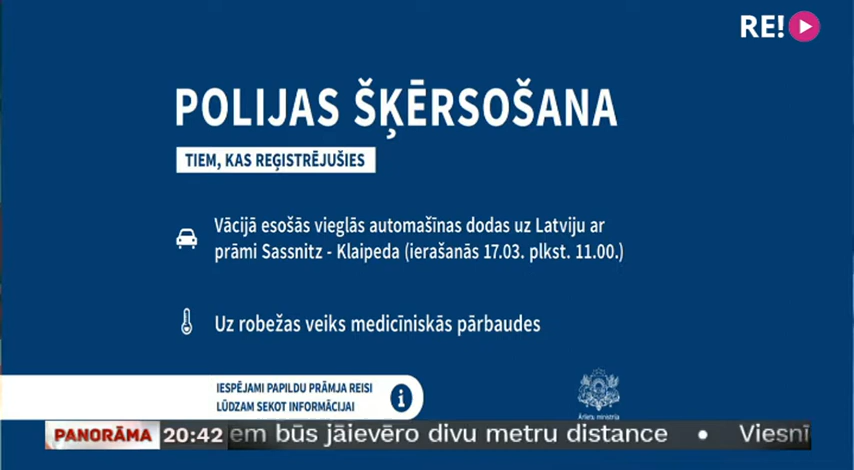 RE!
POLIJAS ŠĶĒRSOŠANA
TIEM, KAS REĢISTRĒJUŠIES
Vācijā esošās vieglās automašīnas dodas uz Latviju ar
prāmi Sassnitz - Klaipeda (ierašanās 17.03. plkst. 11.00.)
Uz robežas veiks medicīniskās pārbaudes
IESPĒJAMI PAPILDU PRĀMJA REISI
LŪDZAM SEKOT INFORMĀCIJAI
i
Ārlietu ministrija
PANORĀMA 20:42 em būs jāievēro divu metru distance • Viesnī